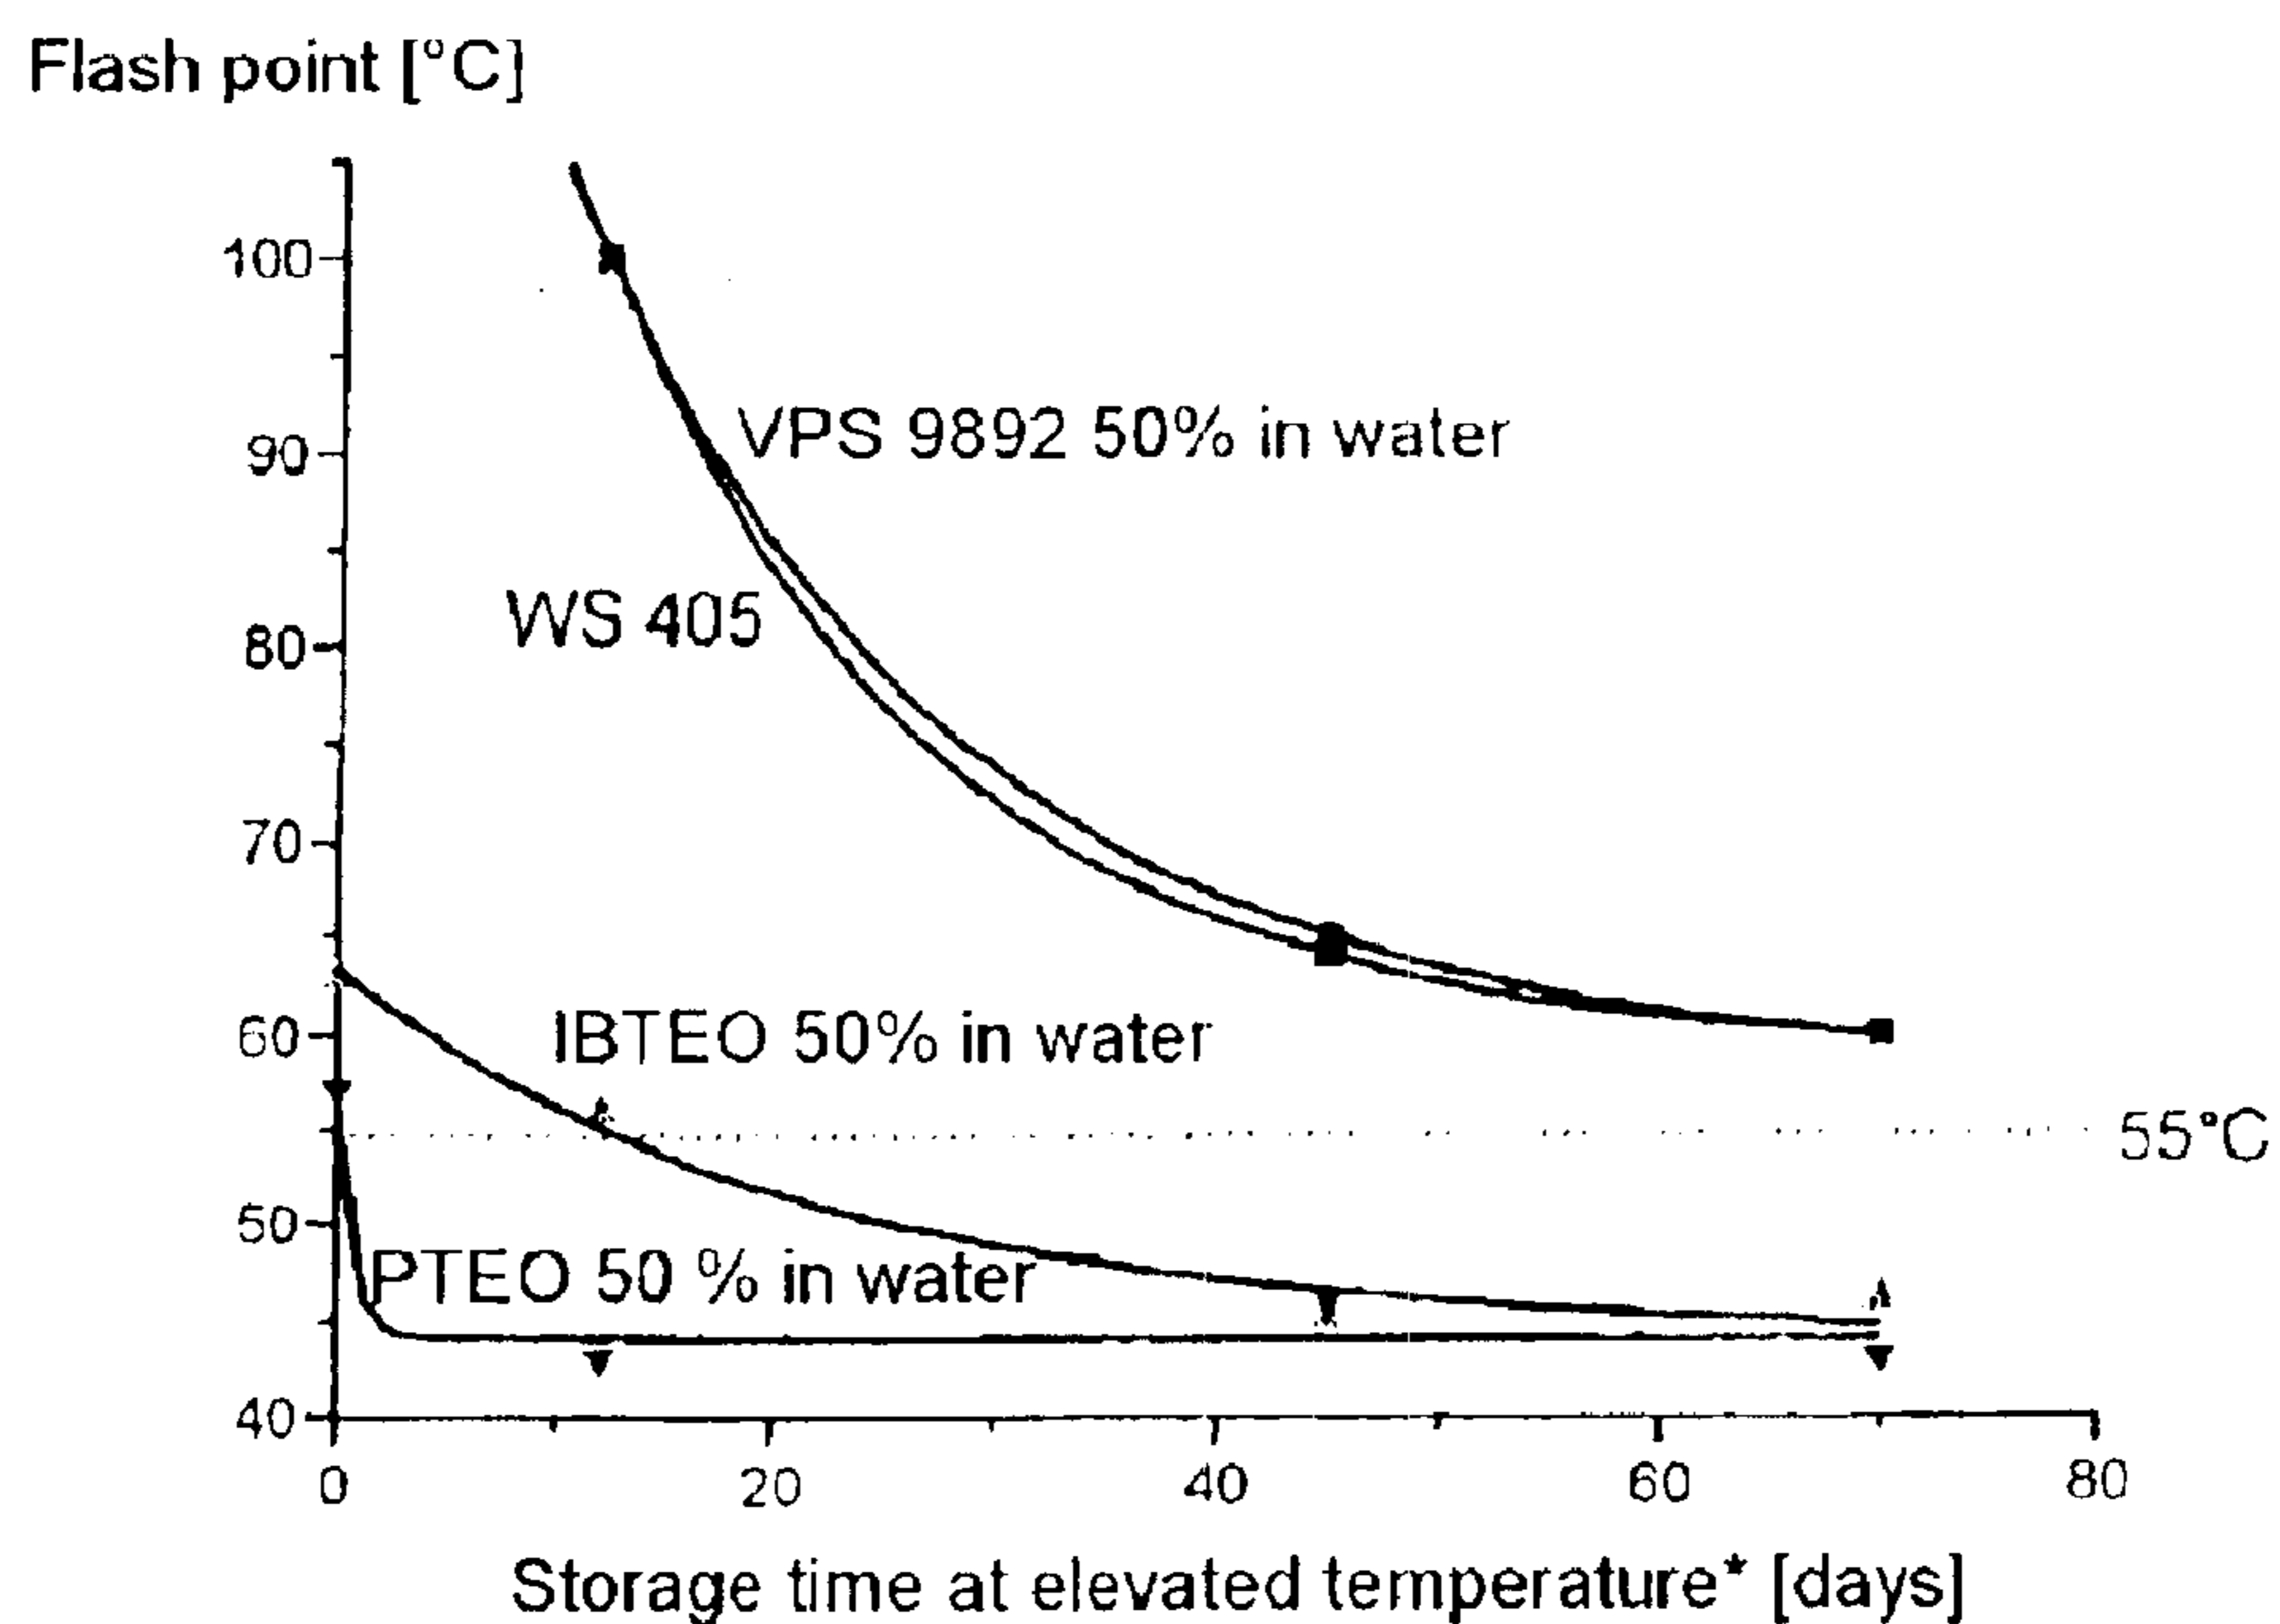 Flash point [°C]
100
90
VPS 9892 50% in water
WS 405
80
70
60
IBTEO 50% in water
55°C
50
PTEO 50 % in water
40
0 20 40 60 80
Storage time at elevated temperature* [days]